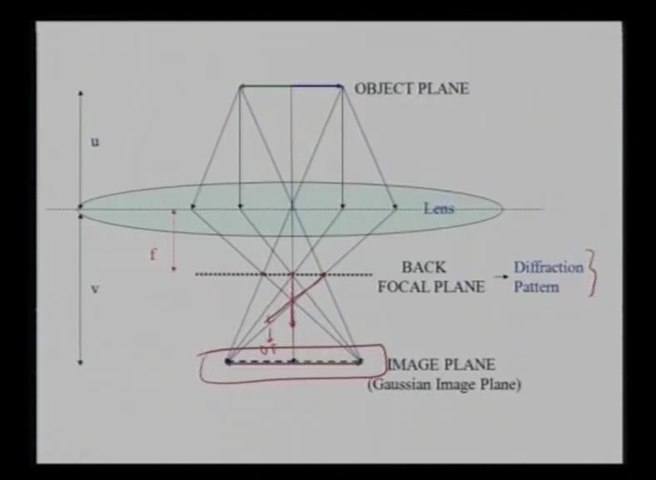 OBJECT PLANE
u
Lens
f
BACK
FOCAL PLANE
Diffraction
Pattern
v
IMAGE PLANE
(Gaussian Image Plane)